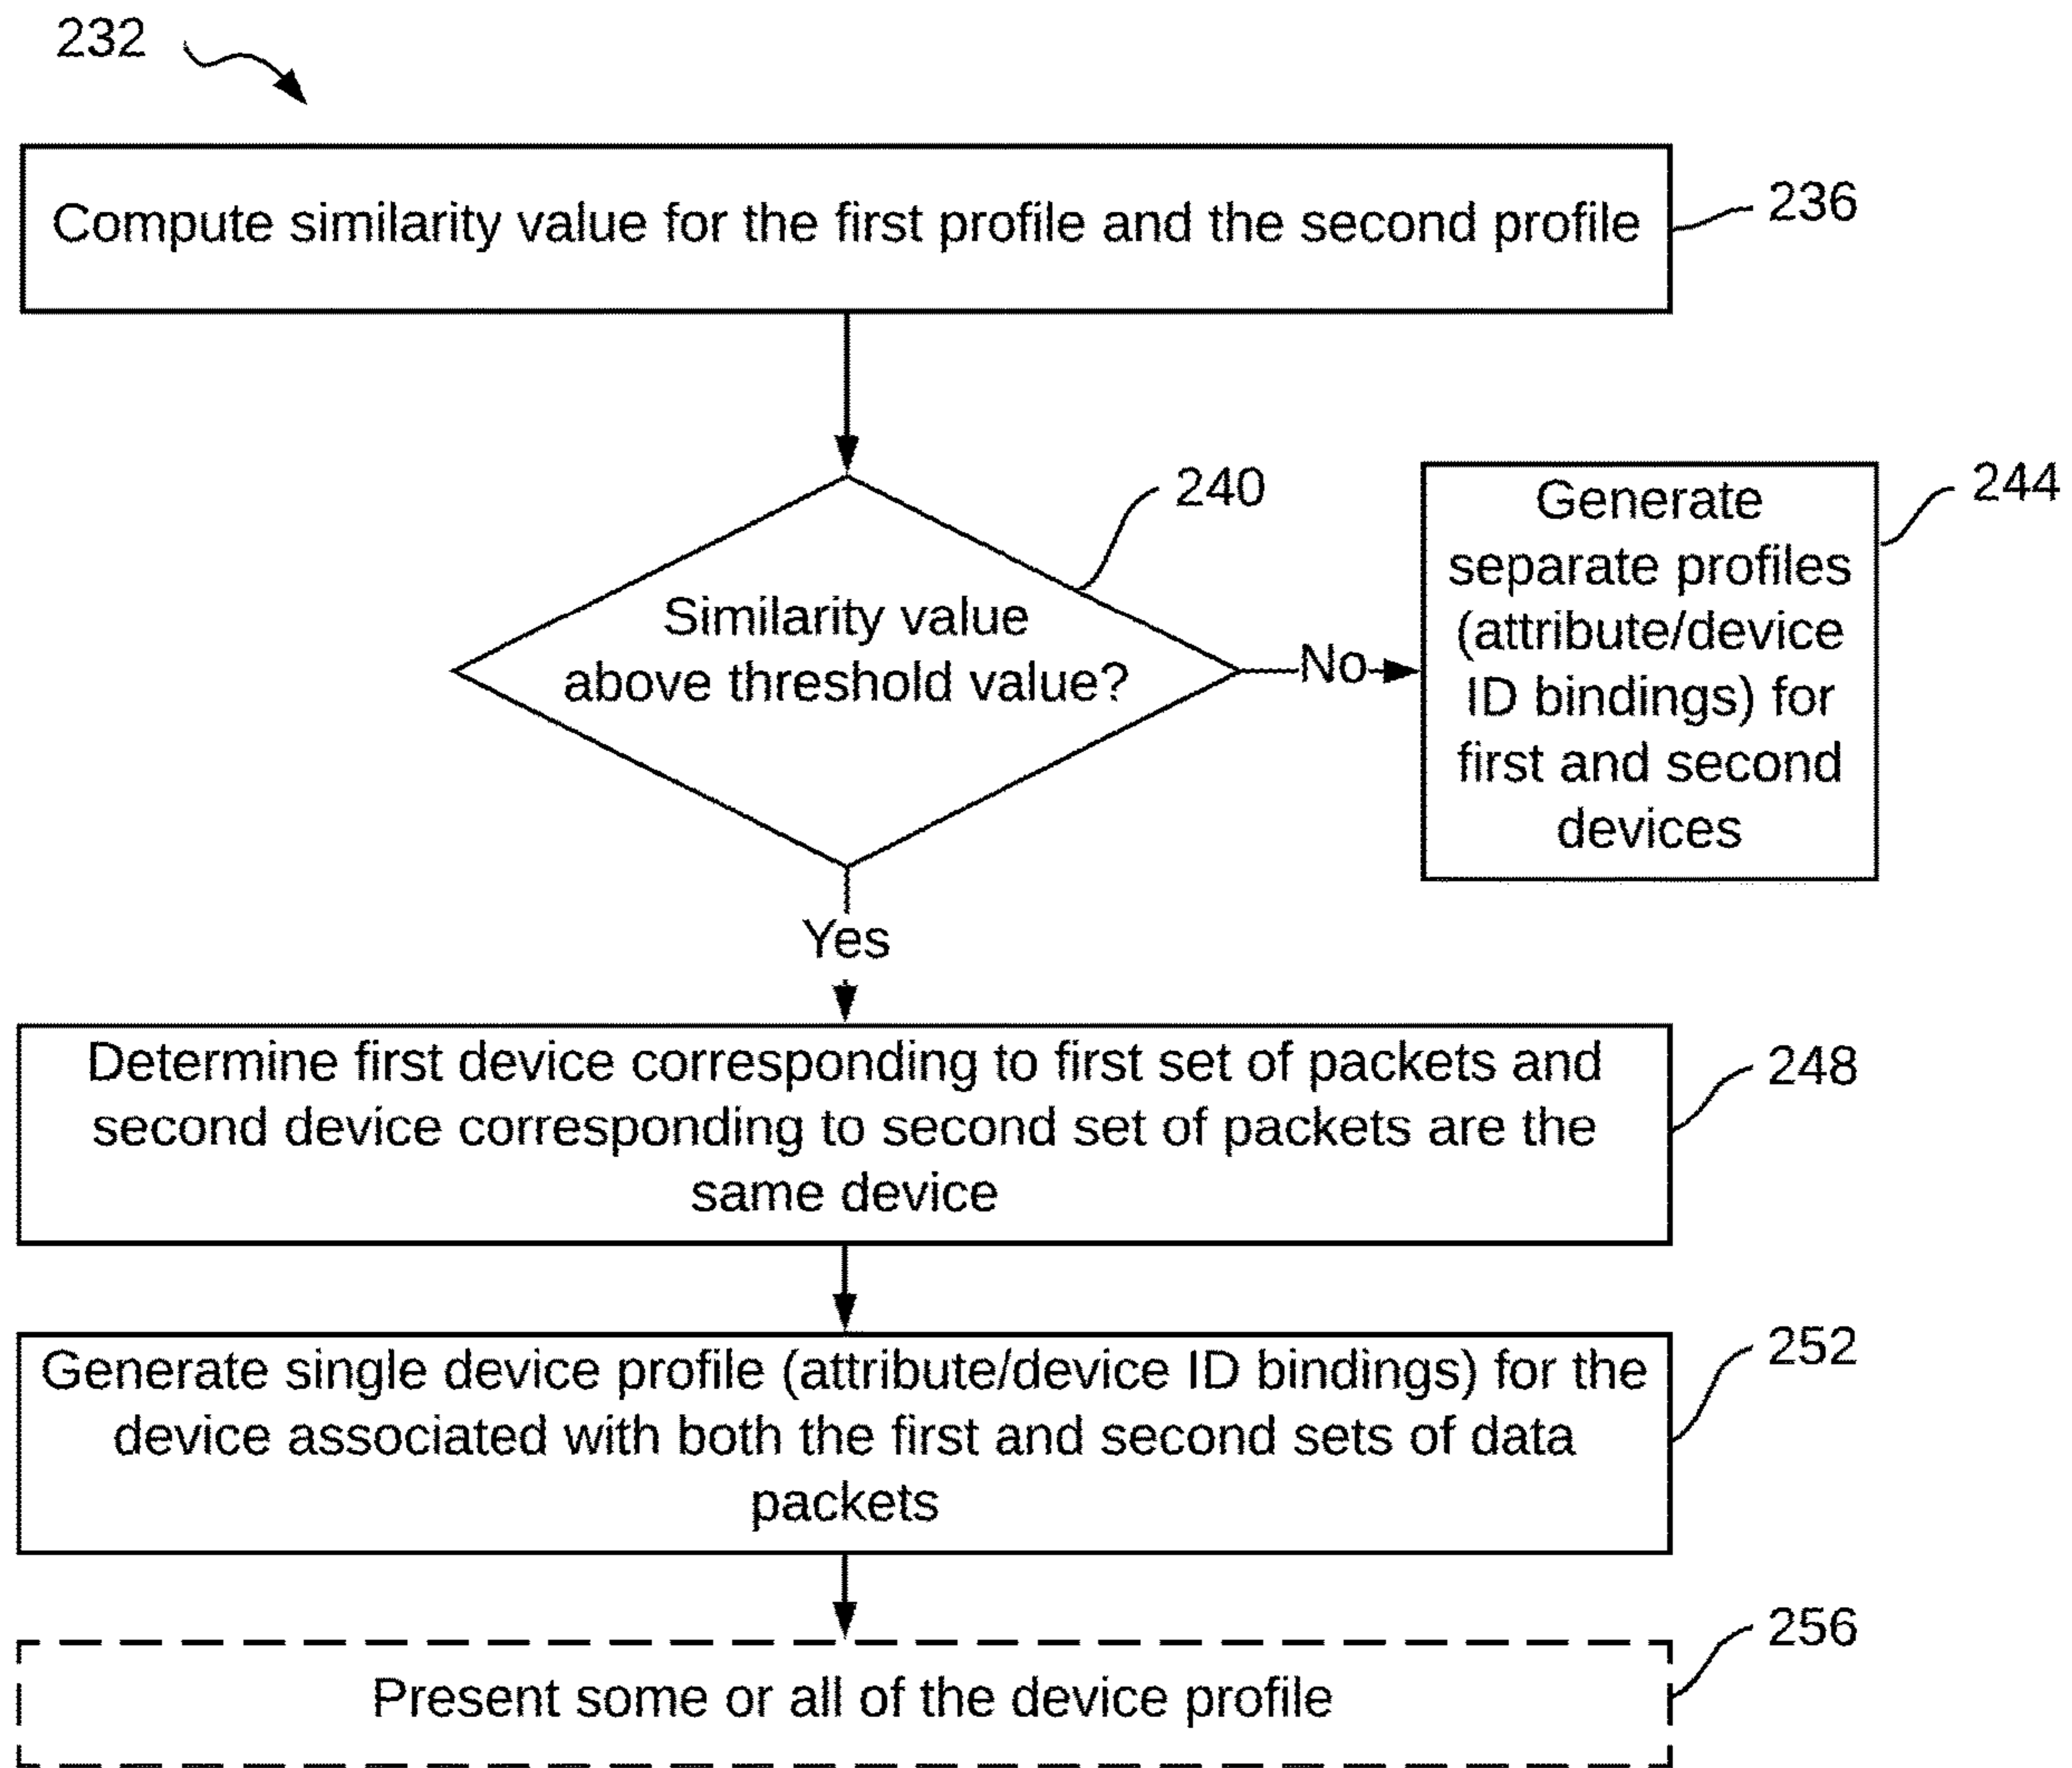 232
Compute similarity value for the first profile and the second profile
236
240
Similarity value
above threshold value?
No
244
Generate
separate profiles
(attribute/device
ID bindings) for
first and second
devices
Yes
Determine first device corresponding to first set of packets and
second device corresponding to second set of packets are the
same device
248
Generate single device profile (attribute/device ID bindings) for the
device associated with both the first and second sets of data
packets
252
Present some or all of the device profile
256